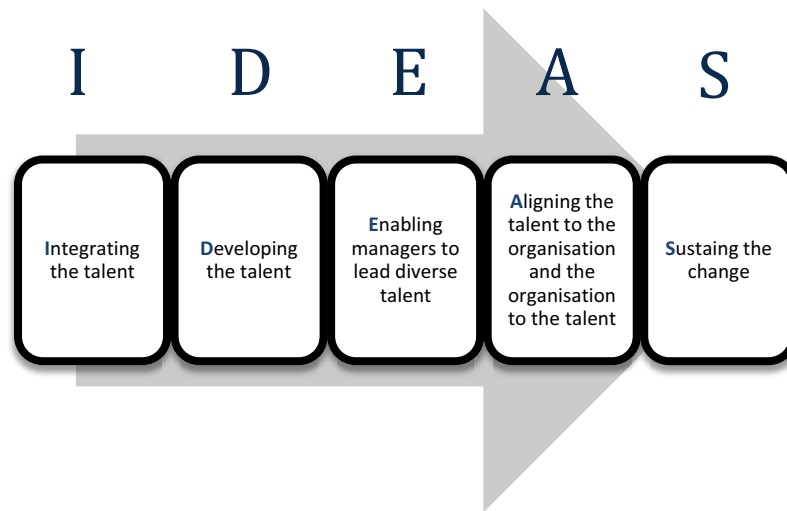 I D E A S
Integrating
the talent
Developing
the talent
Enabling
managers to
lead diverse
talent
Aligning the
talent to the
organisation
and the
organisation
to the talent
Sustaing the
change